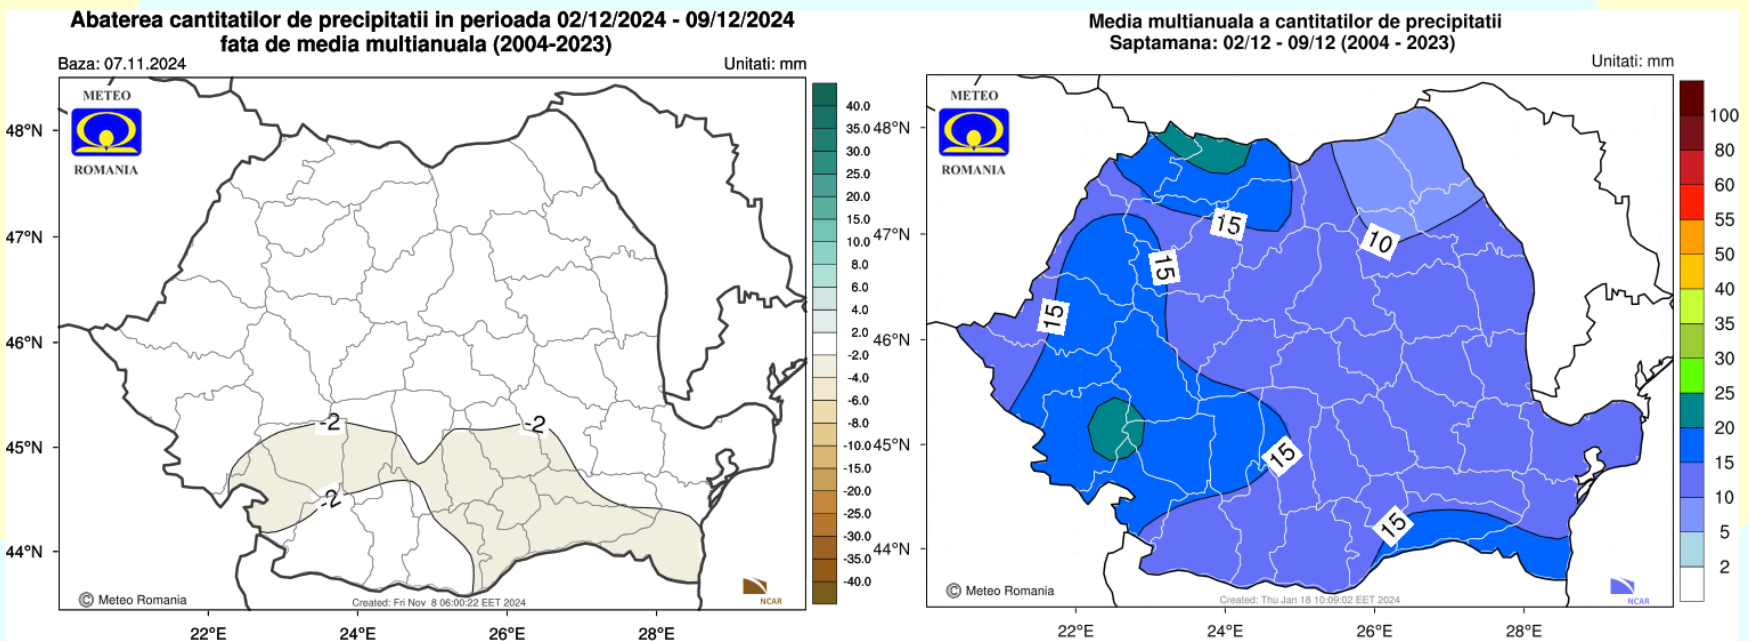 Abaterea cantitatilor de precipitatii in perioada 02/12/2024 - 09/12/2024
fata de media multianuala (2004-2023)
Baza: 07.11.2024
Unitati: mm
METEO
ROMANIA
48°N
47°N
46°N
45°N
44°N
-2
-2
-2
40.0
35.0
30.0
25.0
20.0
15.0
10.0
8.0
6.0
4.0
2.0
-2.0
-4.0
-6.0
-8.0
-10.0
-15.0
-20.0
-25.0
-30.0
-35.0
-40.0
© Meteo Romania
Created: Fri Nov 8 06:00:22 EET 2024
NCAR
22°E
24°E
26°E
28°E
Media multianuala a cantitatilor de precipitatii
Saptamana: 02/12 - 09/12 (2004 - 2023)
Unitati: mm
METEO
ROMANIA
48°N
47°N
46°N
45°N
44°N
15
10
15
15
15
15
100
80
60
55
50
40
35
30
25
20
15
10
5
2
© Meteo Romania
Created: Thu Jan 18 10:09:02 EET 2024
NCAR
22°E
24°E
26°E
28°E